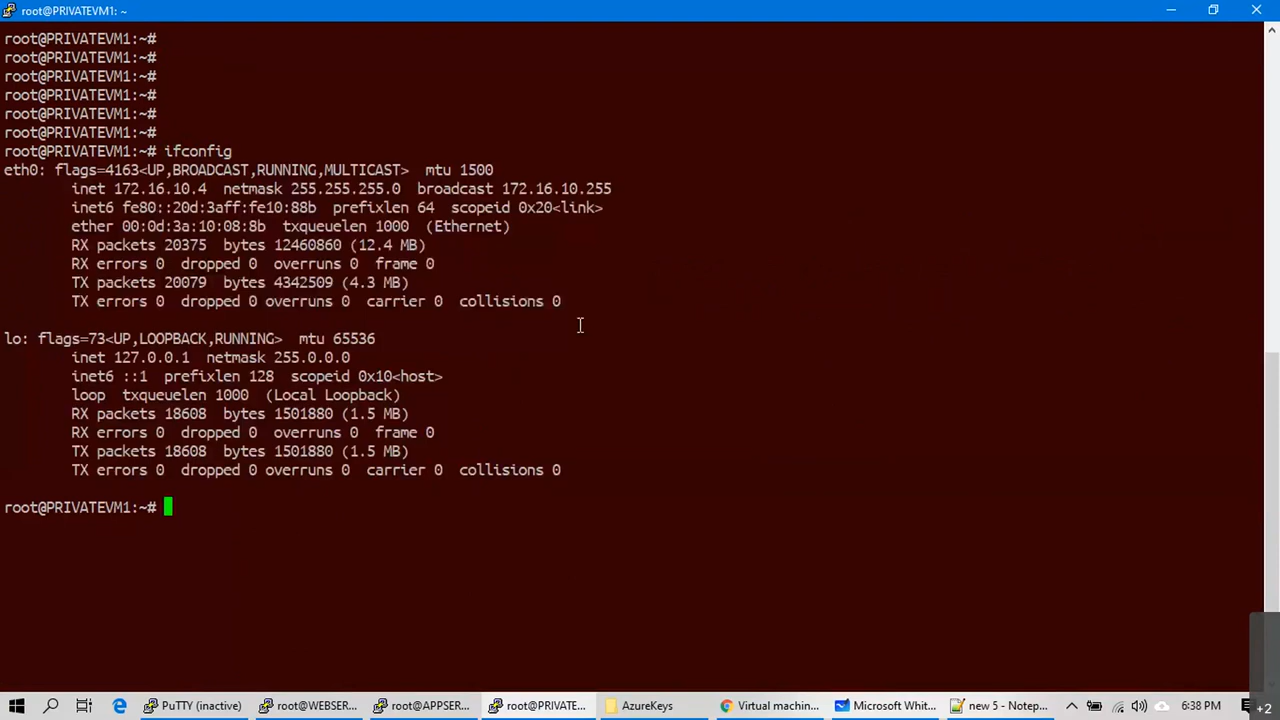 root@PRIVATEVM1: ~
root@PRIVATEVM1:~#
root@PRIVATEVM1:~#
root@PRIVATEVM1:~#
root@PRIVATEVM1:~#
root@PRIVATEVM1:~#
root@PRIVATEVM1:~#
root@PRIVATEVM1:~# ifconfig
eth0: flags=4163<UP,BROADCAST,RUNNING,MULTICAST>  mtu 1500
        inet 172.16.10.4  netmask 255.255.255.0  broadcast 172.16.10.255
        inet6 fe80::20d:3aff:fe10:88b  prefixlen 64  scopeid 0x20<link>
        ether 00:0d:3a:10:08:8b  txqueuelen 1000  (Ethernet)
        RX packets 20375  bytes 12460860 (12.4 MB)
        RX errors 0  dropped 0  overruns 0  frame 0
        TX packets 20079  bytes 4342509 (4.3 MB)
        TX errors 0  dropped 0 overruns 0  carrier 0  collisions 0
lo: flags=73<UP,LOOPBACK,RUNNING>  mtu 65536
        inet 127.0.0.1  netmask 255.0.0.0
        inet6 ::1  prefixlen 128  scopeid 0x10<host>
        loop  txqueuelen 1000  (Local Loopback)
        RX packets 18608  bytes 1501880 (1.5 MB)
        RX errors 0  dropped 0  overruns 0  frame 0
        TX packets 18608  bytes 1501880 (1.5 MB)
        TX errors 0  dropped 0 overruns 0  carrier 0  collisions 0
root@PRIVATEVM1:~#
PuTTY (inactive) root@WEBSER... root@APPSER... root@PRIVATE... AzureKeys Virtual machin... Microsoft Whit... new 5 - Notep... 6:38 PM +2